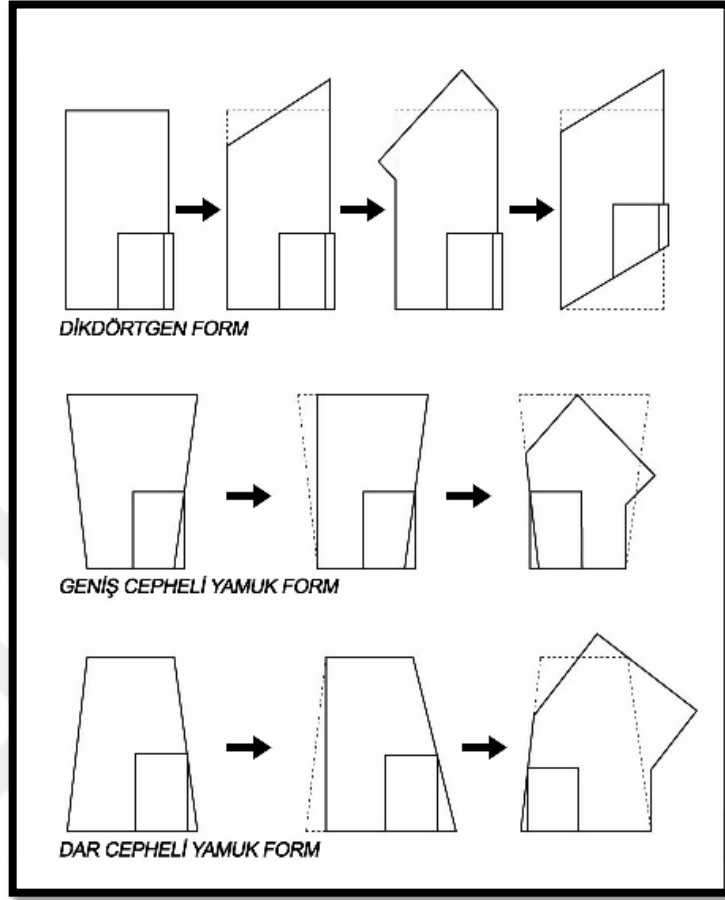 DİKDÖRTGEN FORM
GENİŞ CEPHELİ YAMUK FORM
DAR CEPHELİ YAMUK FORM